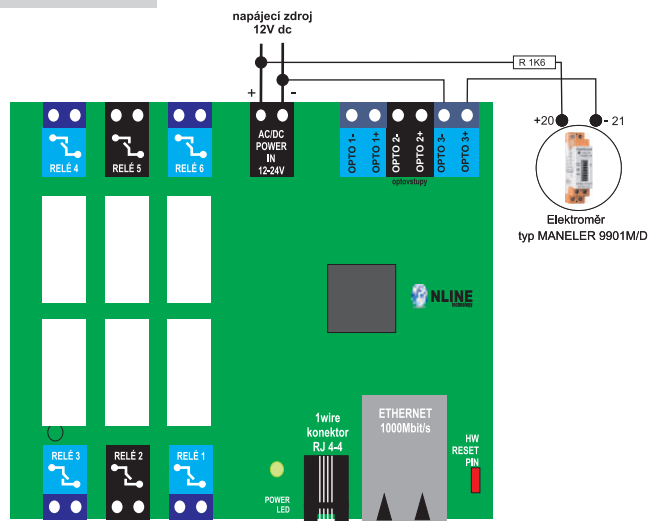 napájecí zdroj
12V dc
R 1K6
+ -
+20 - 21
RELÉ 4
RELÉ 5
RELÉ 6
AC/DC
POWER
IN
12-24V
OPTO 1-
OPTO 1+
OPTO 2-
OPTO 2+
OPTO 3-
OPTO 3+
optovstupy
Elektroměr
typ MANELER 9901M/D
NLINE
technology
ETHERNET
1000Mbit/s
1wire
konektor
RJ 4-4
HW
RESET
PIN
RELÉ 3
RELÉ 2
RELÉ 1
POWER
LED